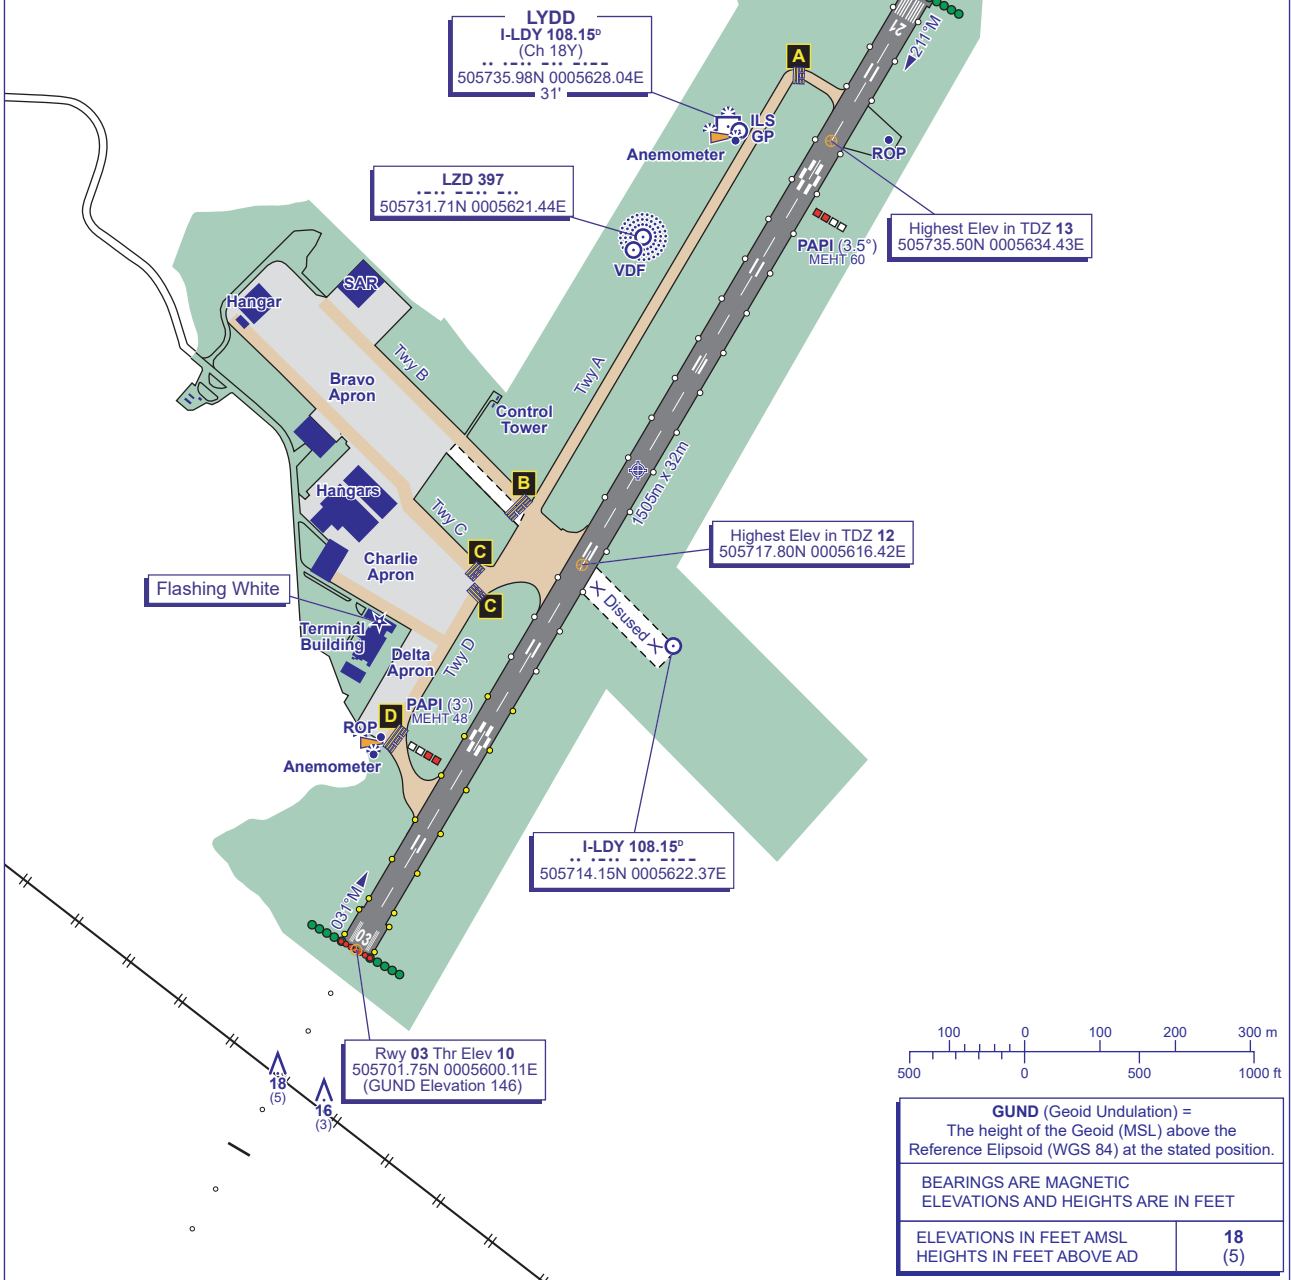 LYDD
I-LDY 108.15ᴰ
(Ch 18Y)
505735.98N 0005628.04E
31'
21
211°M
A
ILS
GP
Anemometer
ROP
LZD 397
505731.71N 0005621.44E
VDF
Highest Elev in TDZ 13
505735.50N 0005634.43E
PAPI (3.5°)
MEHT 60
SAR
Hangar
Twy B
Twy A
Bravo
Apron
Control
Tower
1505m x 32m
B
Hangars
Twy C
Highest Elev in TDZ 12
505717.80N 0005616.42E
C
Charlie
Apron
Flashing White
C
X Disused X
Terminal
Building
Delta
Apron
Twy D
PAPI (3°)
MEHT 48
D
ROP
Anemometer
I-LDY 108.15ᴰ
505714.15N 0005622.37E
031°M
03
Rwy 03 Thr Elev 10
505701.75N 0005600.11E
(GUND Elevation 146)
18
(5)
16
(3)
100 0 100 200 300 m
500 0 500 1000 ft
GUND (Geoid Undulation) =
The height of the Geoid (MSL) above the
Reference Elipsoid (WGS 84) at the stated position.
BEARINGS ARE MAGNETIC
ELEVATIONS AND HEIGHTS ARE IN FEET
ELEVATIONS IN FEET AMSL 18
HEIGHTS IN FEET ABOVE AD (5)